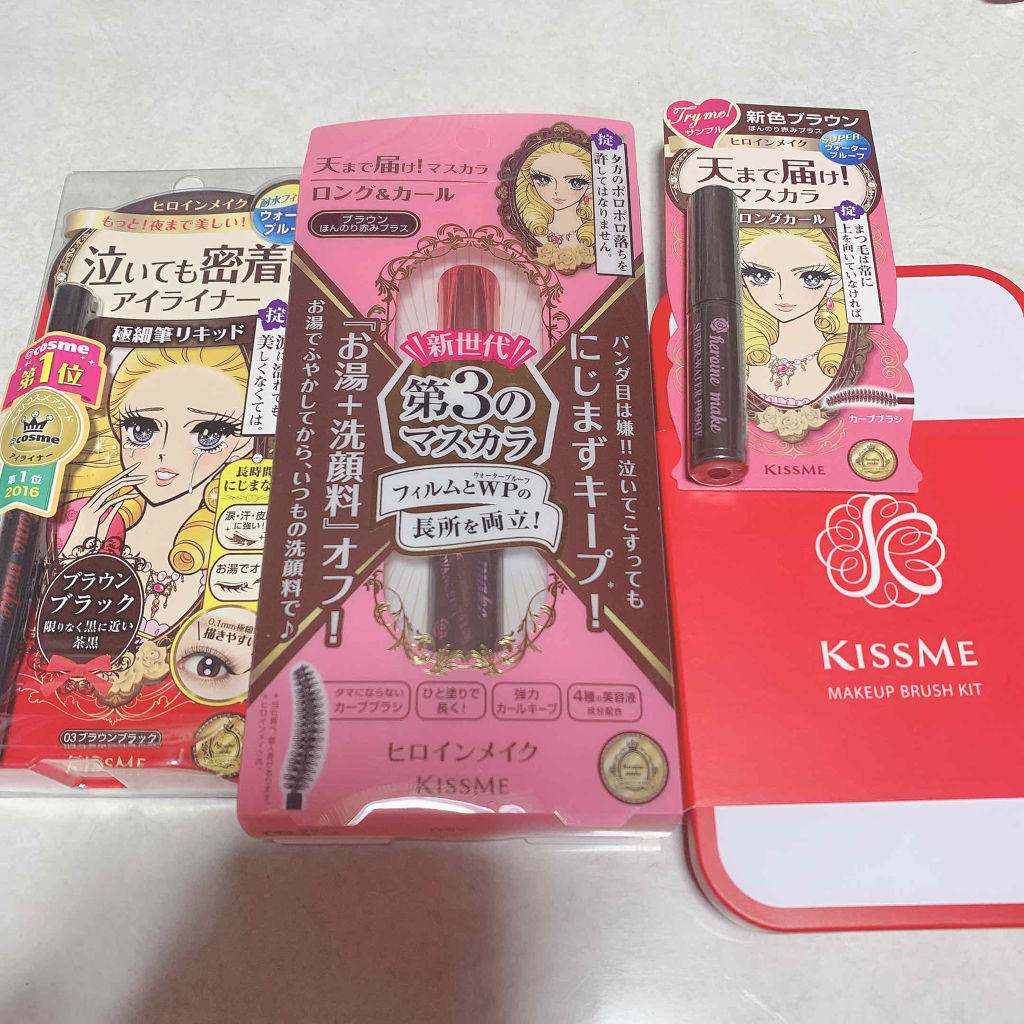 ヒロインメイク
もっと!夜まで美しい!
耐水フィ
ウォー
ブルー
泣いても密着!
アイライナー
極細筆リキッド
掟
涙に濡れても
美しくなくては。
@cosme
第1位
ベストコスメアワード
@cosme
アイライナー
第1位
2016
長時間
にじまな
涙・汗・皮
に強い!
お湯でオ
0.1mm極細
描きやすい
ブラウン
ブラック
限りなく黒に近い
茶黒
03ブラウンブラック
KISSME
天まで届け!マスカラ
ロング&カール
ブラウン
ほんのり赤みプラス
掟
夕方のポロポロ落ちを
許してはなりません。
新世代
第3の
マスカラ
ウォータープルーフ
フィルムとWPの
長所を両立!
パンダ目は嫌!!泣いてこすっても
にじまずキープ*!
『お湯+洗顔料』オフ!
お湯でふやかしてから、いつもの洗顔料で♪
ダマにならない
カーブブラシ
ひと塗りで
長く!
強力
カールキープ
4種の美容液
成分配合
ヒロインメイク
KISSME
Try me!
サンプル
新色ブラウン
ほんのり赤みプラス
ヒロインメイク
SUPER
ウォーター
プルーフ
天まで届け!
マスカラ
ロングカール
掟
まつ毛は常に
上を向いていなければ。
heroine make
SUPER WATER PROOF
カーブブラシ
KISSME
KISSME
MAKEUP BRUSH KIT